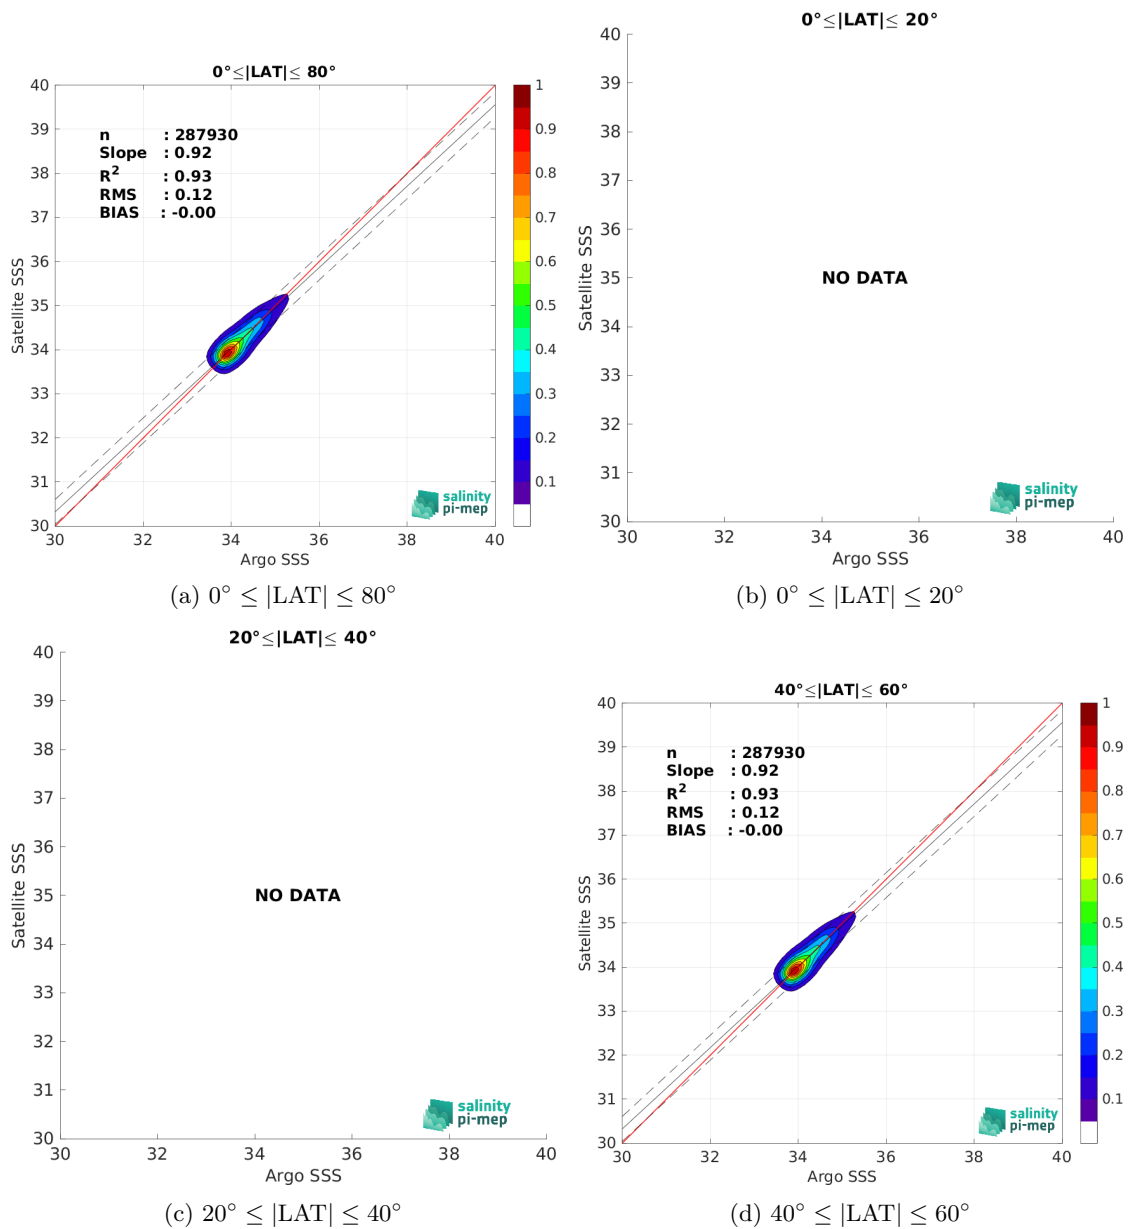 0°≤|LAT|≤ 80°
40
39
38
37
36
35
34
33
32
31
30
Satellite SSS
n : 287930
Slope : 0.92
R² : 0.93
RMS : 0.12
BIAS : -0.00
salinity
pi-mep
30 32 34 36 38 40
Argo SSS
1
0.9
0.8
0.7
0.6
0.5
0.4
0.3
0.2
0.1
(a) 0° ≤ |LAT| ≤ 80°
0°≤|LAT|≤ 20°
40
39
38
37
36
35
34
33
32
31
30
Satellite SSS
NO DATA
salinity
pi-mep
30 32 34 36 38 40
Argo SSS
(b) 0° ≤ |LAT| ≤ 20°
20°≤|LAT|≤ 40°
40
39
38
37
36
35
34
33
32
31
30
Satellite SSS
NO DATA
salinity
pi-mep
30 32 34 36 38 40
Argo SSS
(c) 20° ≤ |LAT| ≤ 40°
40°≤|LAT|≤ 60°
40
39
38
37
36
35
34
33
32
31
30
Satellite SSS
n : 287930
Slope : 0.92
R² : 0.93
RMS : 0.12
BIAS : -0.00
salinity
pi-mep
30 32 34 36 38 40
Argo SSS
1
0.9
0.8
0.7
0.6
0.5
0.4
0.3
0.2
0.1
(d) 40° ≤ |LAT| ≤ 60°